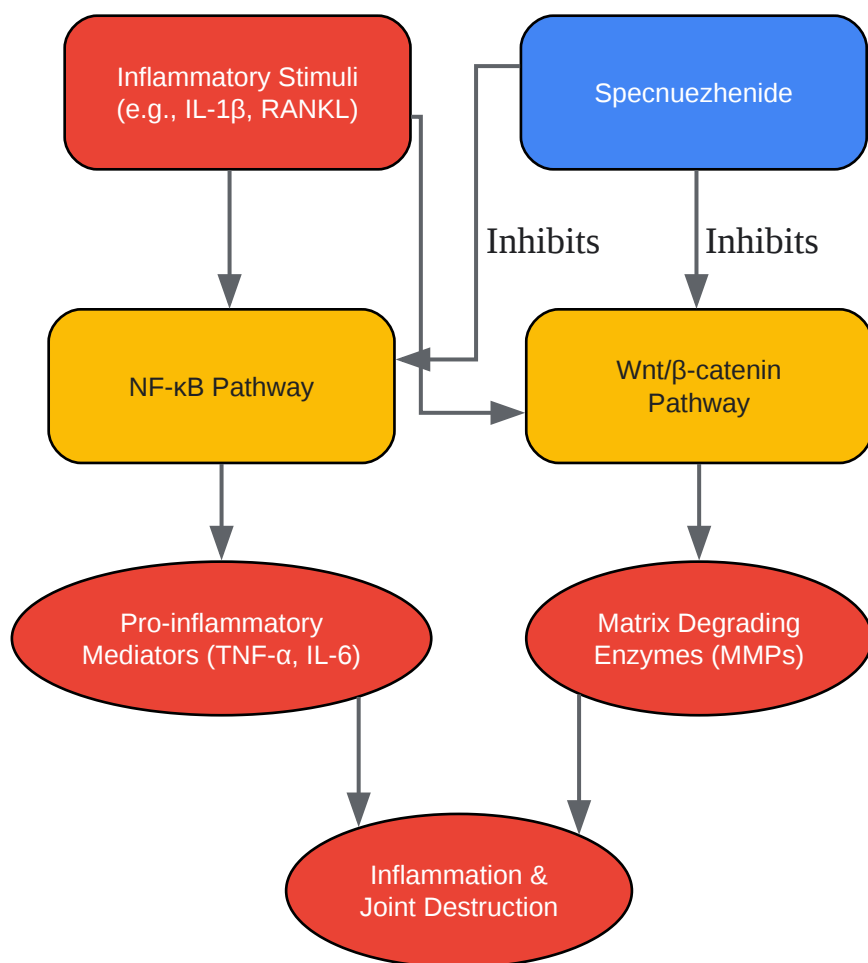 Inflammatory Stimuli
(e.g., IL-1β, RANKL)
Specnuezhenide
Inhibits
Inhibits
NF-κB Pathway
Wnt/β-catenin
Pathway
Pro-inflammatory
Mediators (TNF-α, IL-6)
Matrix Degrading
Enzymes (MMPs)
Inflammation &
Joint Destruction